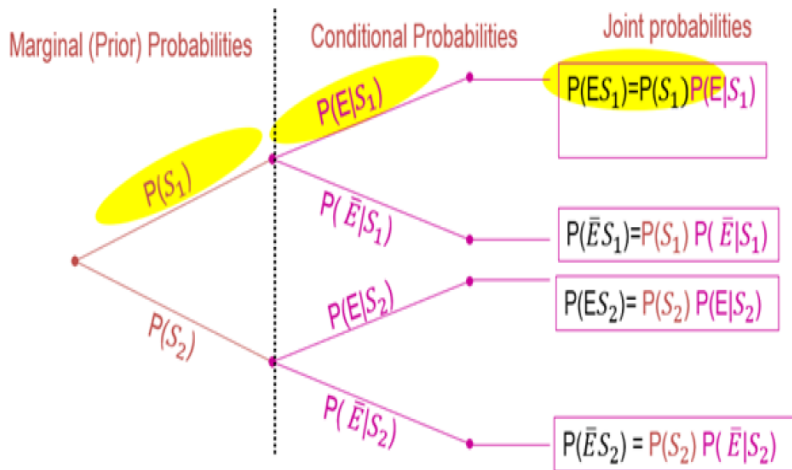 Marginal (Prior) Probabilities
Conditional Probabilities
Joint probabilities
P(S₁)
P(S₂)
P(E|S₁)
P( Ē|S₁)
P(E|S₂)
P( Ē|S₂)
P(ES₁)=P(S₁)P(E|S₁)
P(ĒS₁)=P(S₁) P( Ē|S₁)
P(ES₂)= P(S₂) P(E|S₂)
P(ĒS₂) = P(S₂) P( Ē|S₂)